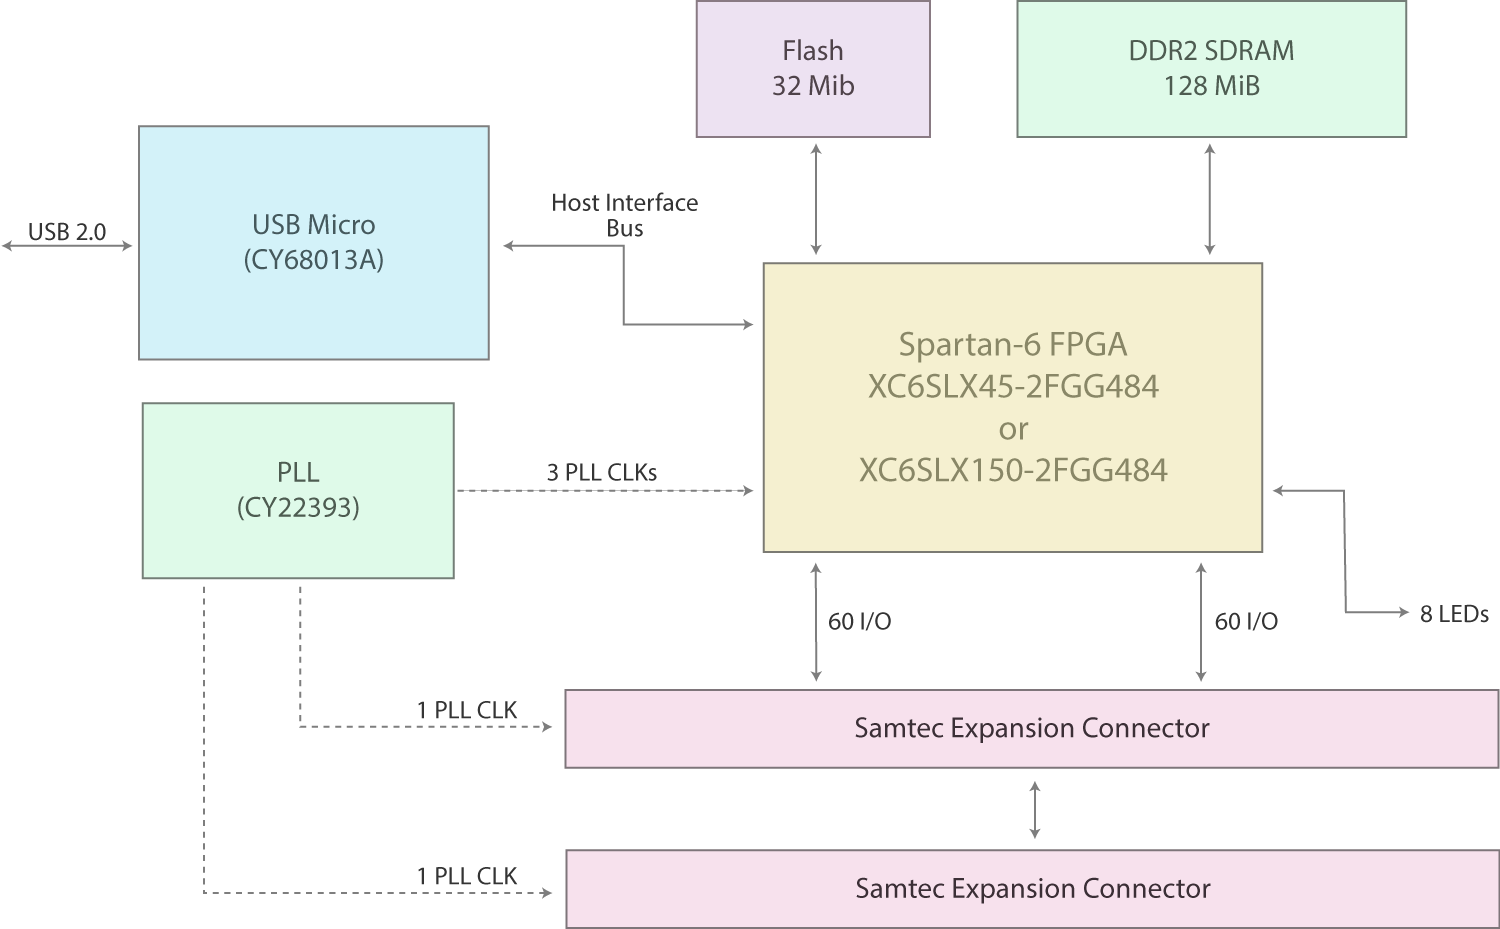 Flash
32 Mib
DDR2 SDRAM
128 MiB
USB 2.0
USB Micro
(CY68013A)
Host Interface
Bus
Spartan-6 FPGA
XC6SLX45-2FGG484
or
XC6SLX150-2FGG484
PLL
(CY22393)
3 PLL CLKs
60 I/O
60 I/O
8 LEDs
1 PLL CLK
Samtec Expansion Connector
1 PLL CLK
Samtec Expansion Connector